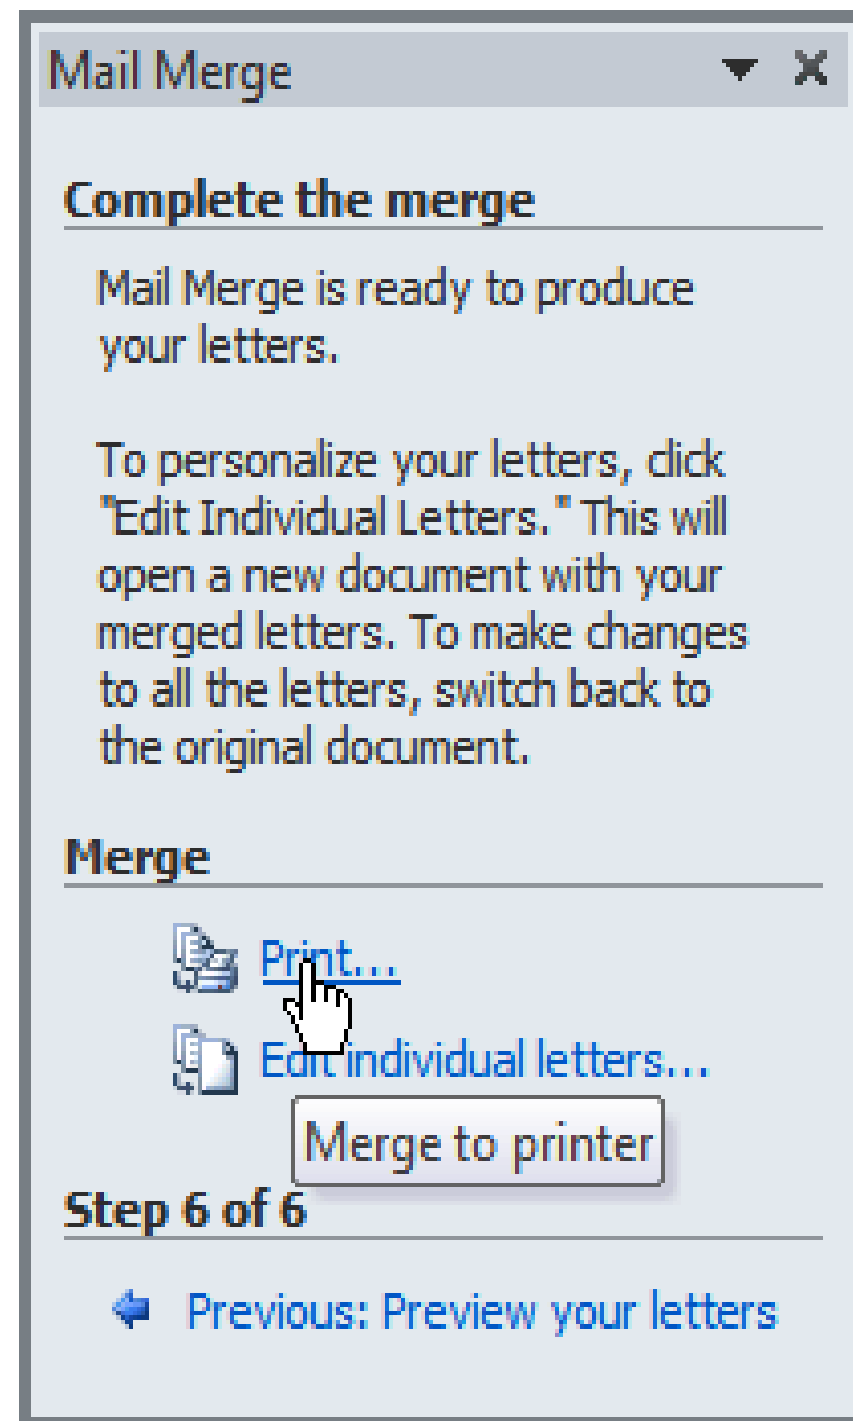 Mail Merge
Complete the merge
Mail Merge is ready to produce
your letters.
To personalize your letters, click
"Edit Individual Letters." This will
open a new document with your
merged letters. To make changes
to all the letters, switch back to
the original document.
Merge
Print...
Edit individual letters...
Merge to printer
Step 6 of 6
Previous: Preview your letters